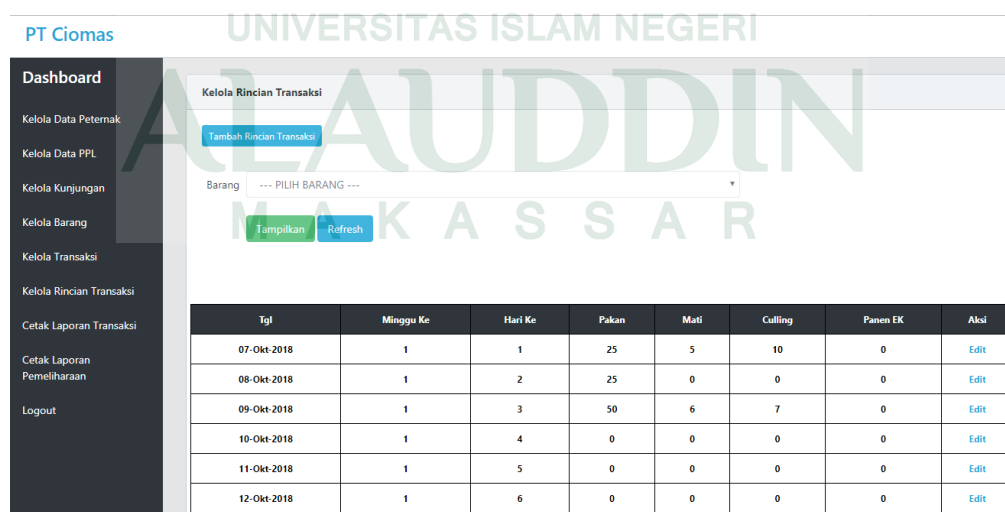 UNIVERSITAS ISLAM NEGERI
PT Ciomas
ALAUDDIN
Dashboard
Kelola Data Peternak
Kelola Data PPL
Kelola Kunjungan
Kelola Barang
Kelola Transaksi
Kelola Rincian Transaksi
Cetak Laporan Transaksi
Cetak Laporan
Pemeliharaan
Logout
Kelola Rincian Transaksi
Tambah Rincian Transaksi
Barang --- PILIH BARANG ---
MAKASSAR
Tampilkan Refresh
Tgl Minggu Ke Hari Ke Pakan Mati Culling Panen EK Aksi
07-Okt-2018 1 1 25 5 10 0 Edit
08-Okt-2018 1 2 25 0 0 0 Edit
09-Okt-2018 1 3 50 6 7 0 Edit
10-Okt-2018 1 4 0 0 0 0 Edit
11-Okt-2018 1 5 0 0 0 0 Edit
12-Okt-2018 1 6 0 0 0 0 Edit